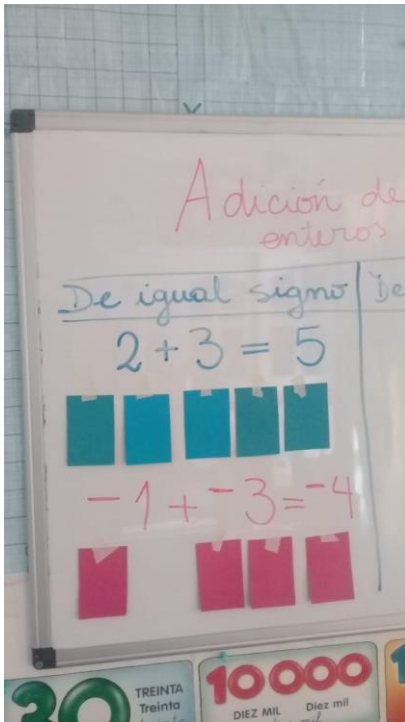 Adición de
enteros
De igual signo
De
2 + 3 = 5
-1 + -3 = -4
30
TREINTA
Treinta
10000
DIEZ MIL
Diez mil